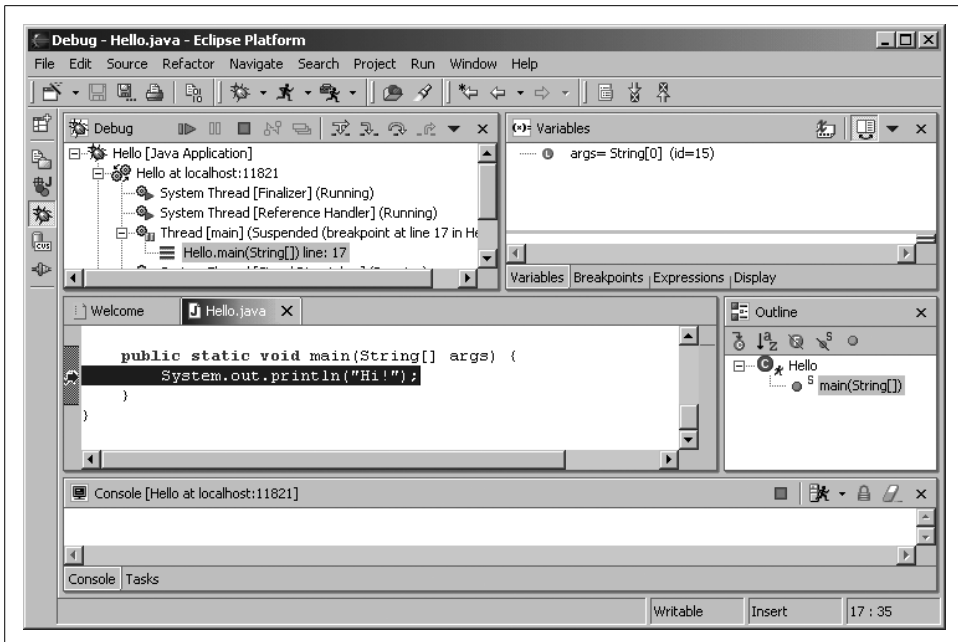 Debug - Hello.java - Eclipse Platform
File Edit Source Refactor Navigate Search Project Run Window Help
Debug
Hello [Java Application]
Hello at localhost:11821
System Thread [Finalizer] (Running)
System Thread [Reference Handler] (Running)
Thread [main] (Suspended (breakpoint at line 17 in He
Hello.main(String[]) line: 17
(x)= Variables
args= String[0] (id=15)
Variables Breakpoints Expressions Display
Welcome Hello.java
public static void main(String[] args) {
System.out.println("Hi!");
}
}
Outline
Hello
main(String[])
Console [Hello at localhost:11821]
Console Tasks
Writable Insert 17 : 35